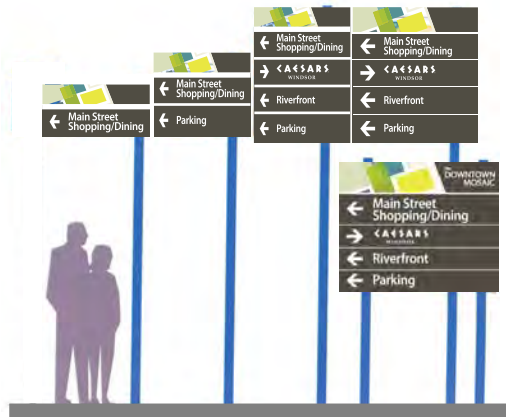 Main Street
Shopping/Dining
Main Street
Shopping/Dining
Parking
Main Street
Shopping/Dining
CAESARS
WINDSOR
Riverfront
Parking
Main Street
Shopping/Dining
CAESARS
WINDSOR
Riverfront
Parking
DOWNTOWN
MOSAIC
Main Street
Shopping/Dining
CAESARS
WINDSOR
Riverfront
Parking